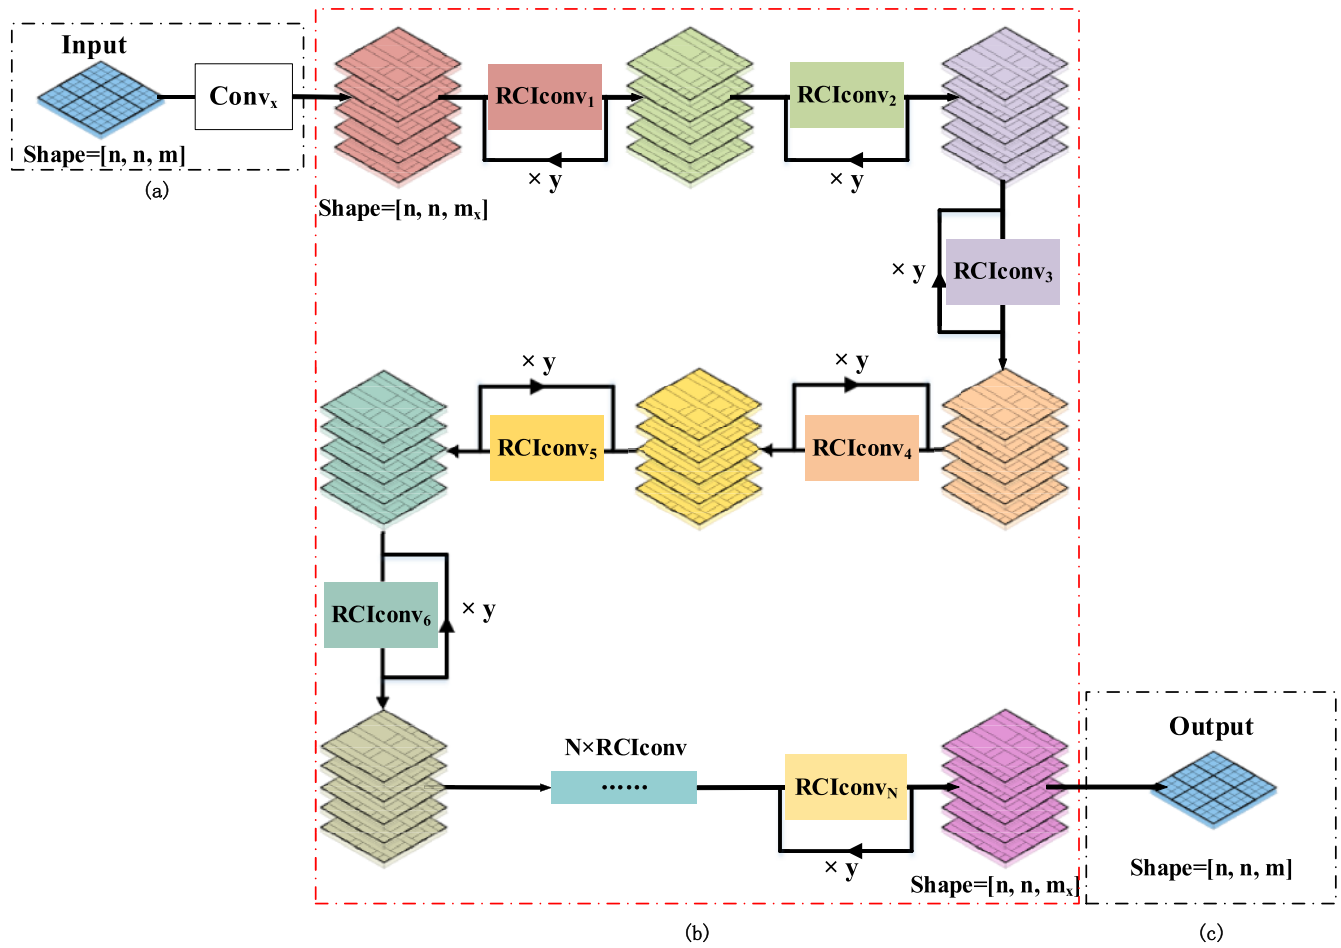 Input
Conv_x
Shape=[n, n, m]
(a)
RCIconv_1
× y
RCIconv_2
× y
Shape=[n, n, m_x]
RCIconv_3
× y
× y
RCIconv_4
× y
RCIconv_5
RCIconv_6
× y
N×RCIconv
......
RCIconv_N
× y
Shape=[n, n, m_x]
(b)
Output
Shape=[n, n, m]
(c)